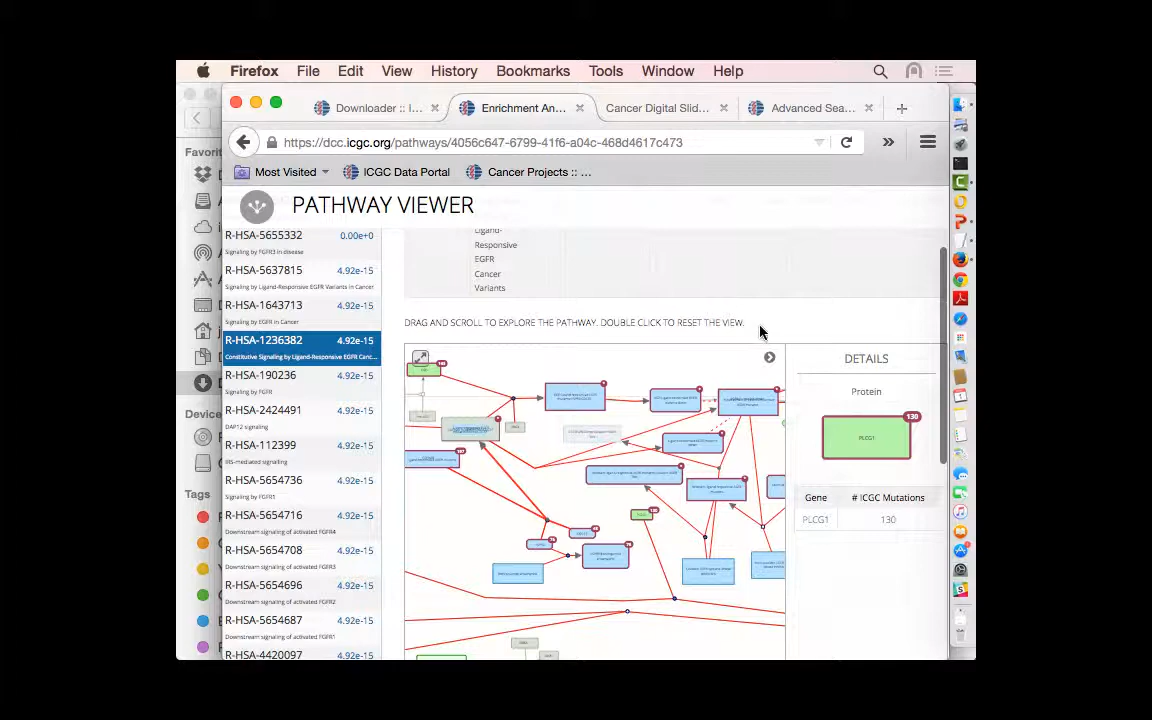 Firefox File Edit View History Bookmarks Tools Window Help
Downloader :: I... Enrichment An... Cancer Digital Slid... Advanced Sea...
https://dcc.icgc.org/pathways/4056c647-6799-41f6-a04c-468d4617c473
Most Visited ICGC Data Portal Cancer Projects :: ...
PATHWAY VIEWER
Favorit
Device
Tags
R-HSA-5655332 0.00e+0
Signaling by FGFR3 in disease
R-HSA-5637815 4.92e-15
Signaling by Ligand-Responsive EGFR Variants in Cancer
R-HSA-1643713 4.92e-15
Signaling by EGFR in Cancer
R-HSA-1236382 4.92e-15
Constitutive Signaling by Ligand-Responsive EGFR Canc...
R-HSA-190236 4.92e-15
Signaling by FGFR
R-HSA-2424491 4.92e-15
DAP12 signaling
R-HSA-112399 4.92e-15
IRS-mediated signalling
R-HSA-5654736 4.92e-15
Signaling by FGFR1
R-HSA-5654716 4.92e-15
Downstream signaling of activated FGFR4
R-HSA-5654708 4.92e-15
Downstream signaling of activated FGFR3
R-HSA-5654696 4.92e-15
Downstream signaling of activated FGFR2
R-HSA-5654687 4.92e-15
Downstream signaling of activated FGFR1
R-HSA-4420097 4.92e-15
Ligand-
Responsive
EGFR
Cancer
Variants
DRAG AND SCROLL TO EXPLORE THE PATHWAY. DOUBLE CLICK TO RESET THE VIEW.
DETAILS
Protein
130
PLCG1
Gene # ICGC Mutations
PLCG1 130